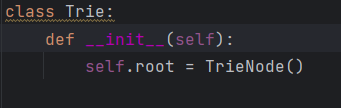 class Trie:
    def __init__(self):
        self.root = TrieNode()